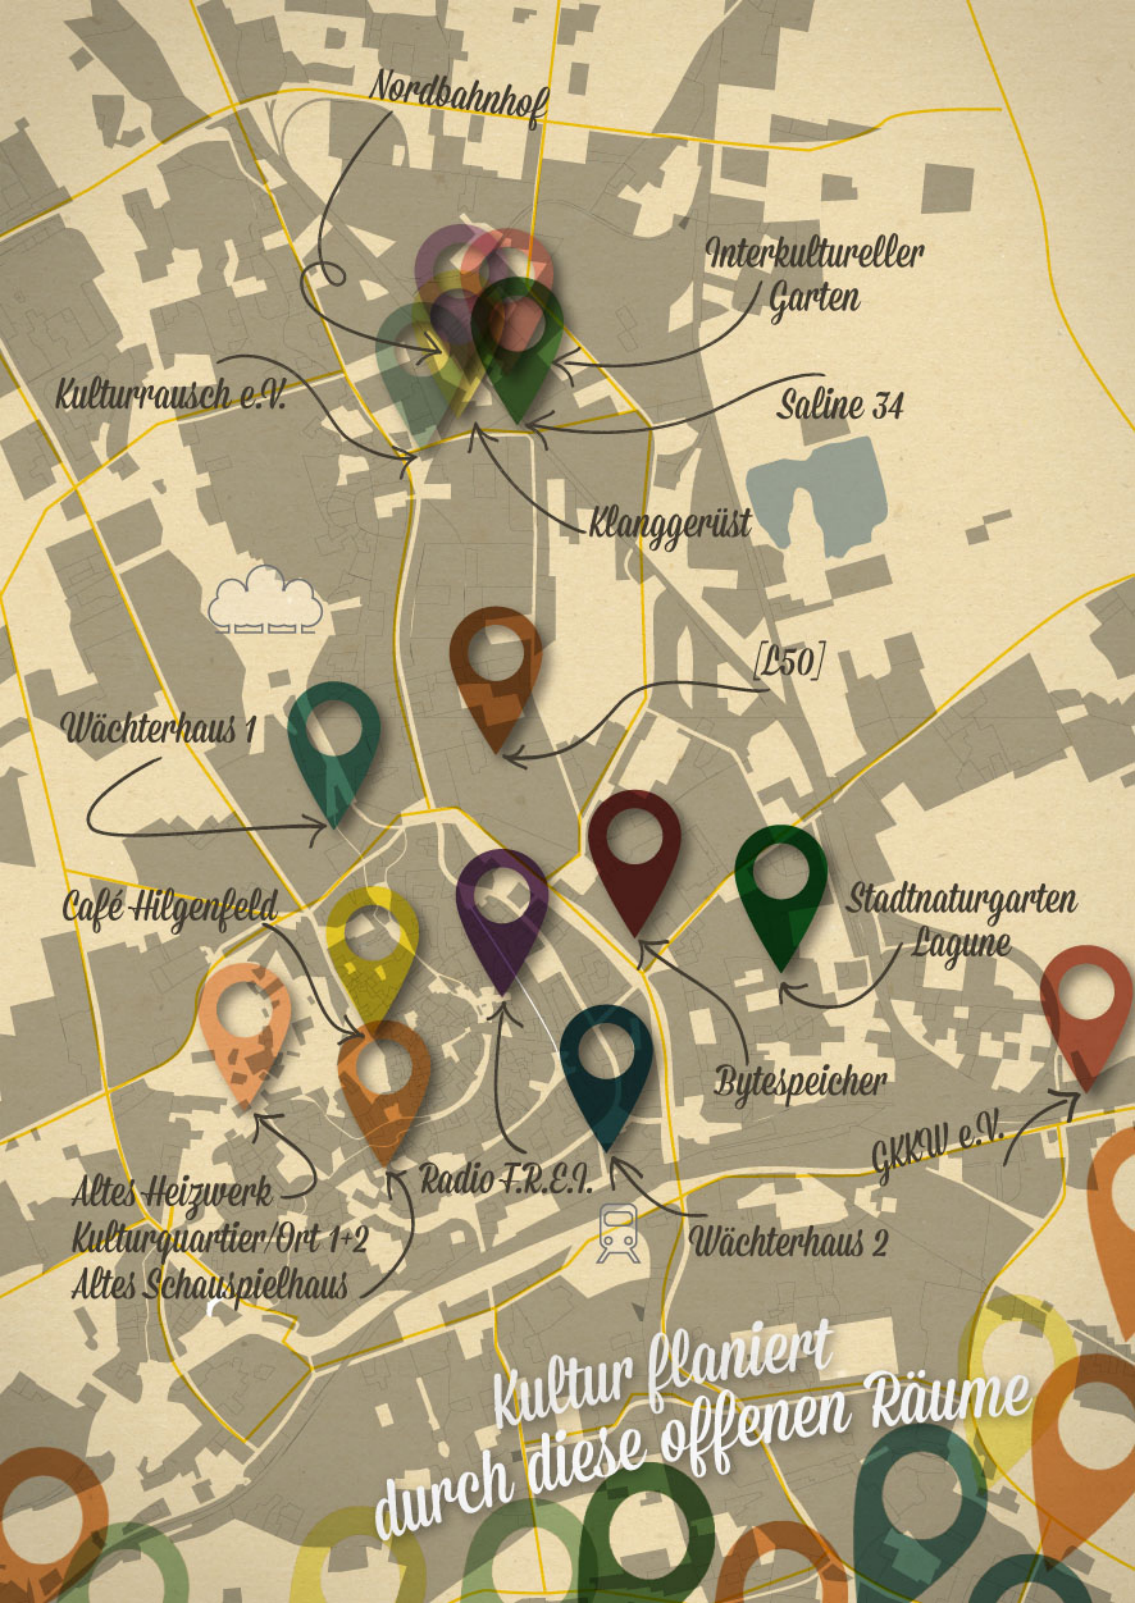 Nordbahnhof
Interkultureller
Garten
Kulturrausch e.V.
Saline 34
Klanggerüst
[L50]
Wächterhaus 1
Café Hilgenfeld
Stadtnaturgarten
Lagune
Bytespeicher
GKKW e.V.
Radio F.R.E.I.
Altes Heizwerk
Kulturquartier/Ort 1+2
Altes Schauspielhaus
Wächterhaus 2
Kultur flaniert
durch diese offenen Räume